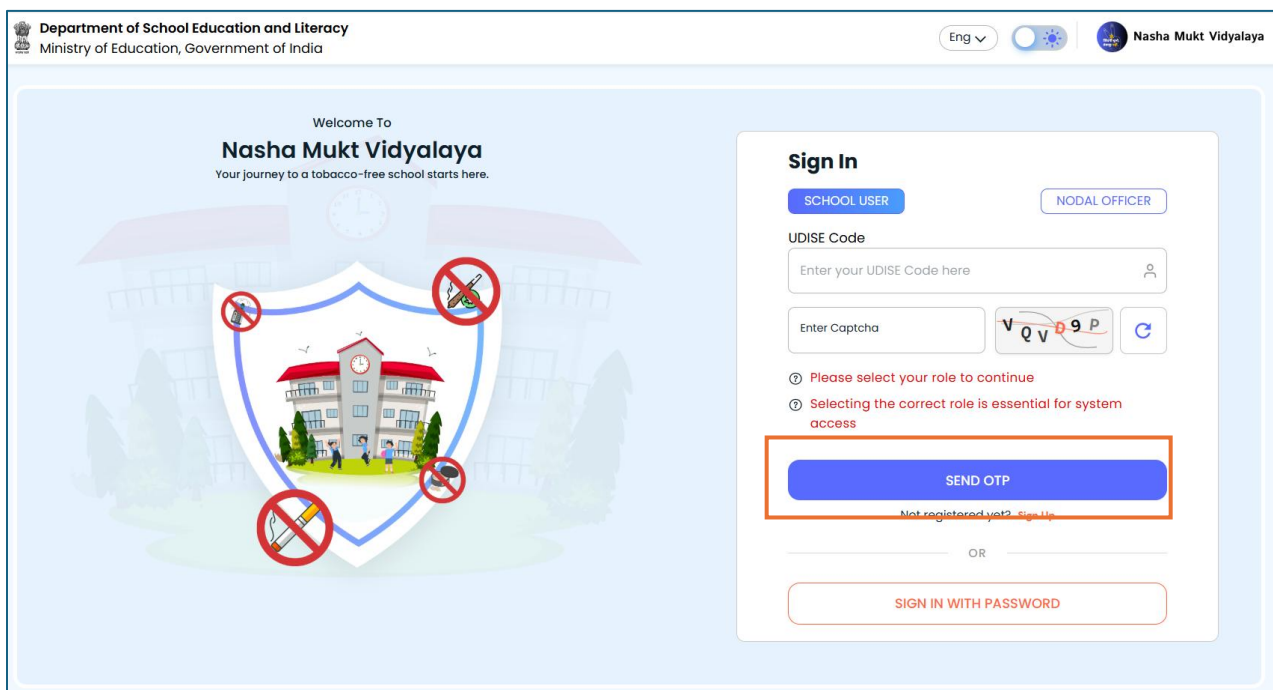 Department of School Education and Literacy
Ministry of Education, Government of India
Eng
Nasha Mukt Vidyalaya
Welcome To
Nasha Mukt Vidyalaya
Your journey to a tobacco-free school starts here.
Sign In
SCHOOL USER
NODAL OFFICER
UDISE Code
Enter your UDISE Code here
Enter Captcha
V Q V D 9 P
Please select your role to continue
Selecting the correct role is essential for system
access
SEND OTP
Not registered yet? Sign Up
OR
SIGN IN WITH PASSWORD